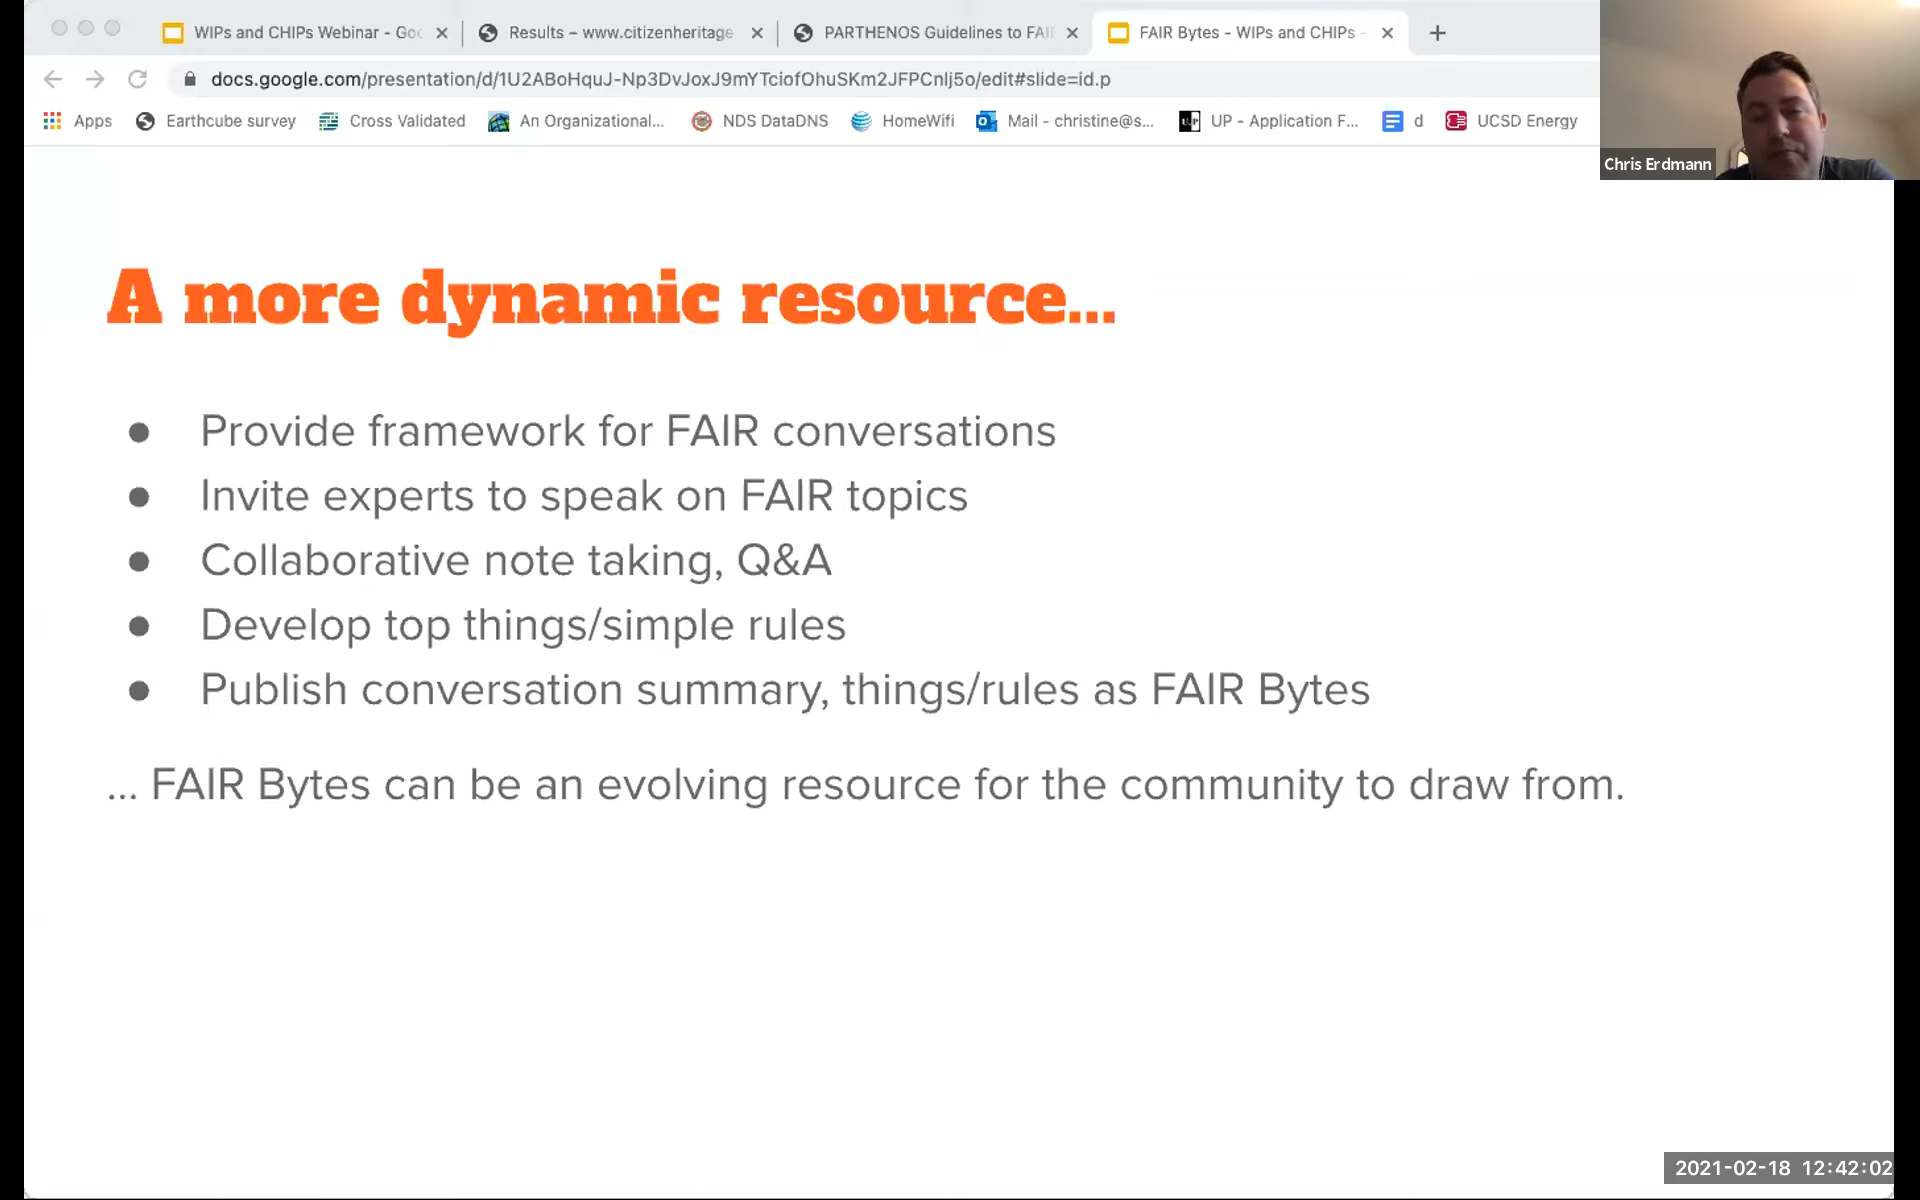 WIPs and CHIPs Webinar - Goo
Results – www.citizenheritage
PARTHENOS Guidelines to FAI
FAIR Bytes - WIPs and CHIPs -
docs.google.com/presentation/d/1U2ABoHquJ-Np3DvJoxJ9mYTciofOhuSKm2JFPCnlj5o/edit#slide=id.p
Apps
Earthcube survey
Cross Validated
An Organizational...
NDS DataDNS
HomeWifi
Mail - christine@s...
UP - Application F...
d
UCSD Energy
Chris Erdmann
A more dynamic resource...
● Provide framework for FAIR conversations
● Invite experts to speak on FAIR topics
● Collaborative note taking, Q&A
● Develop top things/simple rules
● Publish conversation summary, things/rules as FAIR Bytes
... FAIR Bytes can be an evolving resource for the community to draw from.
2021-02-18 12:42:02